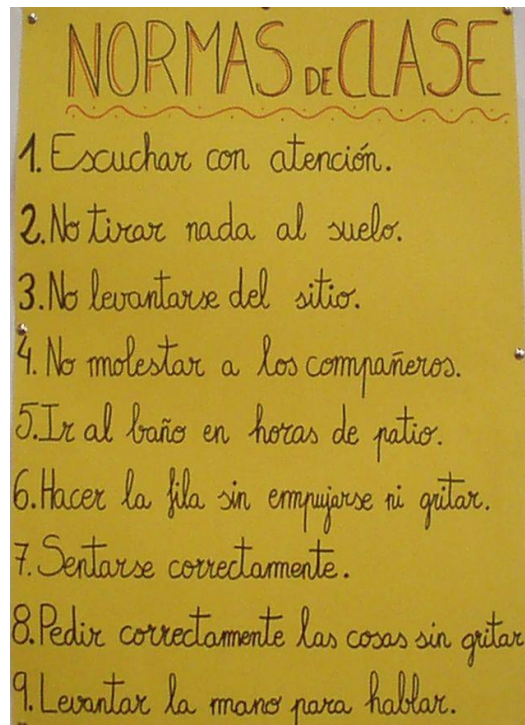 NORMAS DE CLASE
1. Escuchar con atención.
2. No tirar nada al suelo.
3. No levantarse del sitio.
4. No molestar a los compañeros.
5. Ir al baño en horas de patio.
6. Hacer la fila sin empujarse ni gritar.
7. Sentarse correctamente.
8. Pedir correctamente las cosas sin gritar
9. Levantar la mano para hablar.